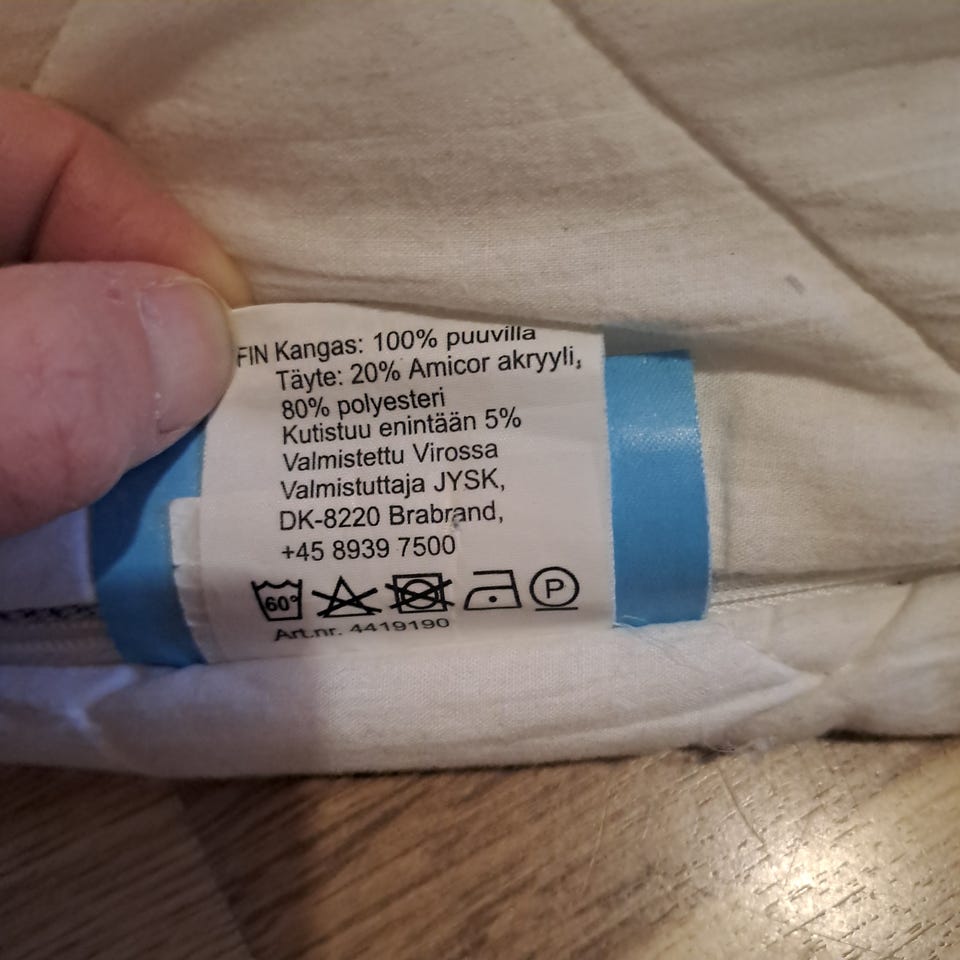 FIN Kangas: 100% puuvilla
Täyte: 20% Amicor akryyli,
80% polyesteri
Kutistuu enintään 5%
Valmistettu Virossa
Valmistuttaja JYSK,
DK-8220 Brabrand,
+45 8939 7500
60° P
Art.nr. 4419190